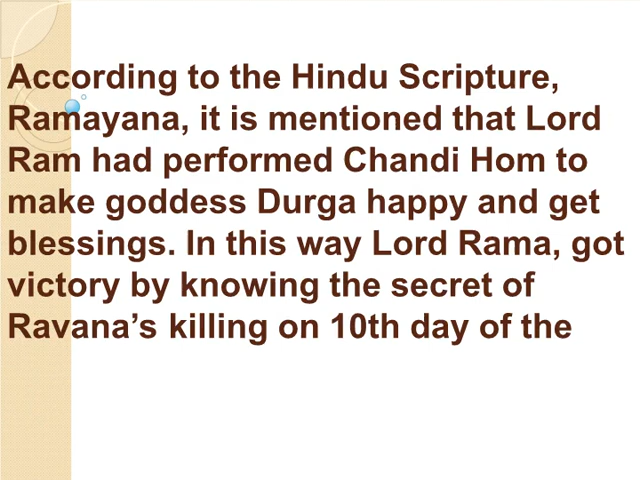 According to the Hindu Scripture,
Ramayana, it is mentioned that Lord
Ram had performed Chandi Hom to
make goddess Durga happy and get
blessings. In this way Lord Rama, got
victory by knowing the secret of
Ravana’s killing on 10th day of the